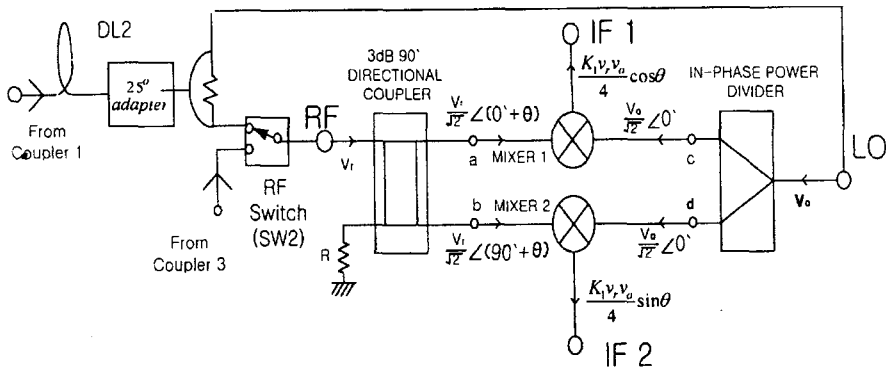 DL2
25° adapter
From Coupler 1
RF Switch (SW2)
From Coupler 3
RF
Vr
3dB 90° DIRECTIONAL COUPLER
R
Vr/√2 ∠(0° + θ)
a
MIXER 1
b
MIXER 2
Vr/√2 ∠(90° + θ)
IF 1
K₁vᵣvₐ/4 cosθ
Vo/√2 ∠0°
c
d
Vo/√2 ∠0°
K₁vᵣvₐ/4 sinθ
IF 2
IN-PHASE POWER DIVIDER
LO
Vo